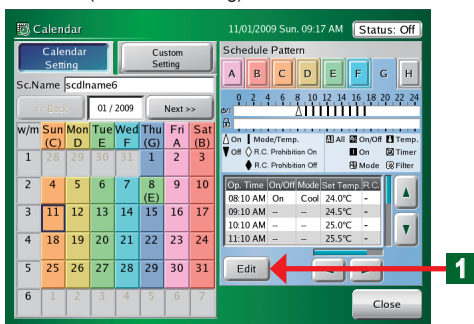 Calendar
11/01/2009 Sun. 09:17 AM
Status: Off
Calendar
Setting
Custom
Setting
Sc.Name scdlname6
<< Back
01 / 2009
Next >>
w/m Sun Mon Tue Wed Thu Fri Sat
(C) D E F (G) A (B)
1 28 29 30 31 1 2 3
2 4 5 6 7 8 9 10
(E)
3 11 12 13 14 15 16 17
4 18 19 20 21 22 23 24
5 25 26 27 28 29 30 31
6 1 2 3 4 5 6 7
Schedule Pattern
A B C D E F G H
0 2 4 6 8 10 12 14 16 18 20 22 24
On Mode/Temp. All On/Off Temp.
Off R.C. Prohibition On On Timer
R.C. Prohibition Off Mode Filter
Op. Time On/Off Mode Set Temp. R.C.
08:10 AM On Cool 24.0°C -
09:10 AM -- -- 24.5°C -
10:10 AM -- -- 25.0°C -
11:10 AM -- -- 25.5°C -
Edit
1
Close